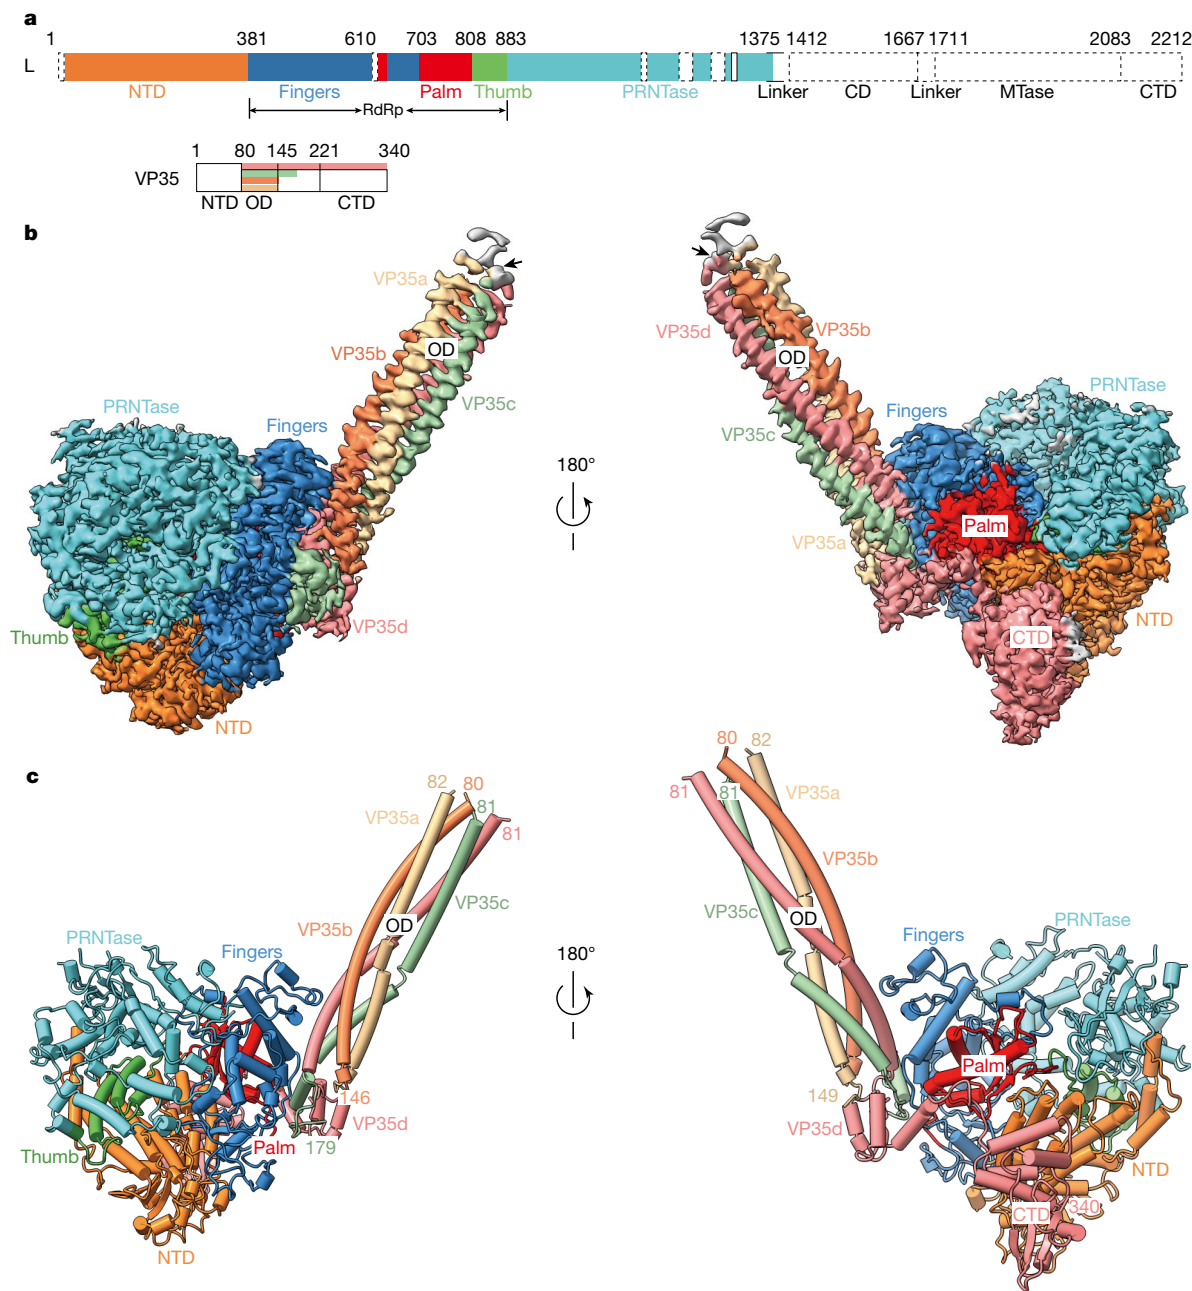 a
1 381 610 703 808 883 1375 1412 1667 1711 2083 2212
L
NTD Fingers Palm Thumb PRNTase Linker CD Linker MTase CTD
RdRp
1 80 145 221 340
VP35
NTD OD CTD
b
VP35a
OD
VP35b
VP35c
PRNTase
Fingers
Thumb
VP35d
NTD
180°
VP35d
VP35b
OD
PRNTase
Fingers
VP35c
Palm
VP35a
NTD
CTD
c
82 80
81
81
VP35a
VP35c
OD
VP35b
PRNTase
Fingers
146
VP35d
Palm
179
Thumb
NTD
180°
80 82
81 81
VP35a
VP35b
VP35c
OD
PRNTase
Fingers
Palm
149
VP35d
NTD
CTD
340